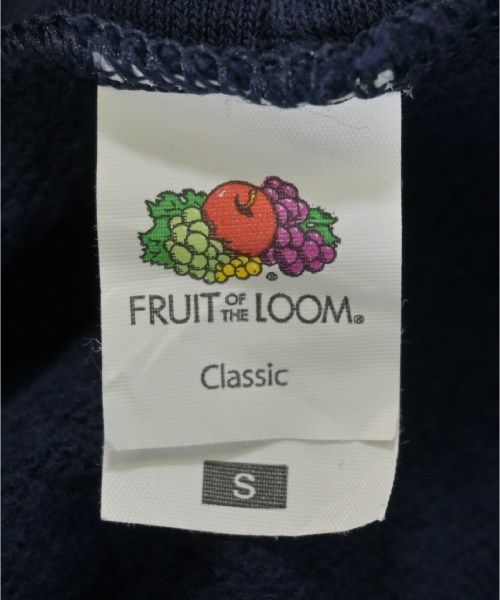 FRUIT OF THE LOOM®
Classic
S